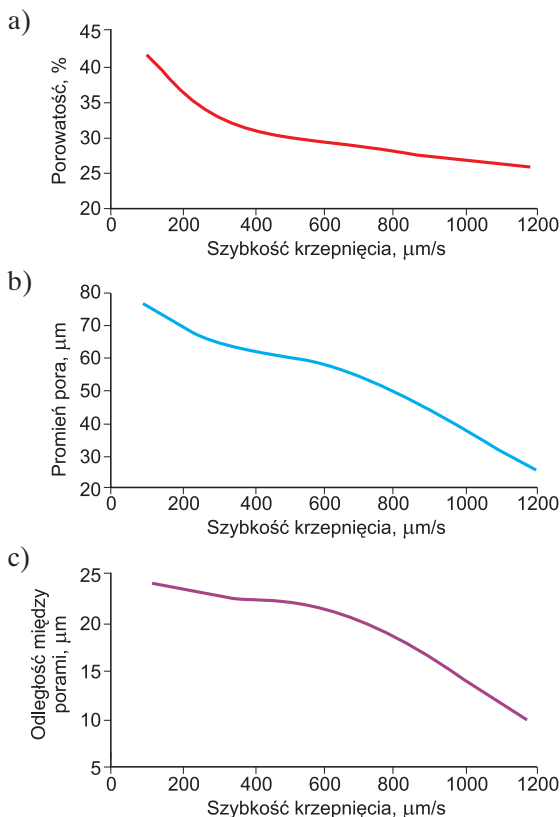 a)
45
40
35
30
25
20
Porowatość, %
0 200 400 600 800 1000 1200
Szybkość krzepnięcia, μm/s
b)
80
70
60
50
40
30
20
Promień pora, μm
0 200 400 600 800 1000 1200
Szybkość krzepnięcia, μm/s
c)
25
20
15
10
5
Odległość między
porami, μm
0 200 400 600 800 1000 1200
Szybkość krzepnięcia, μm/s